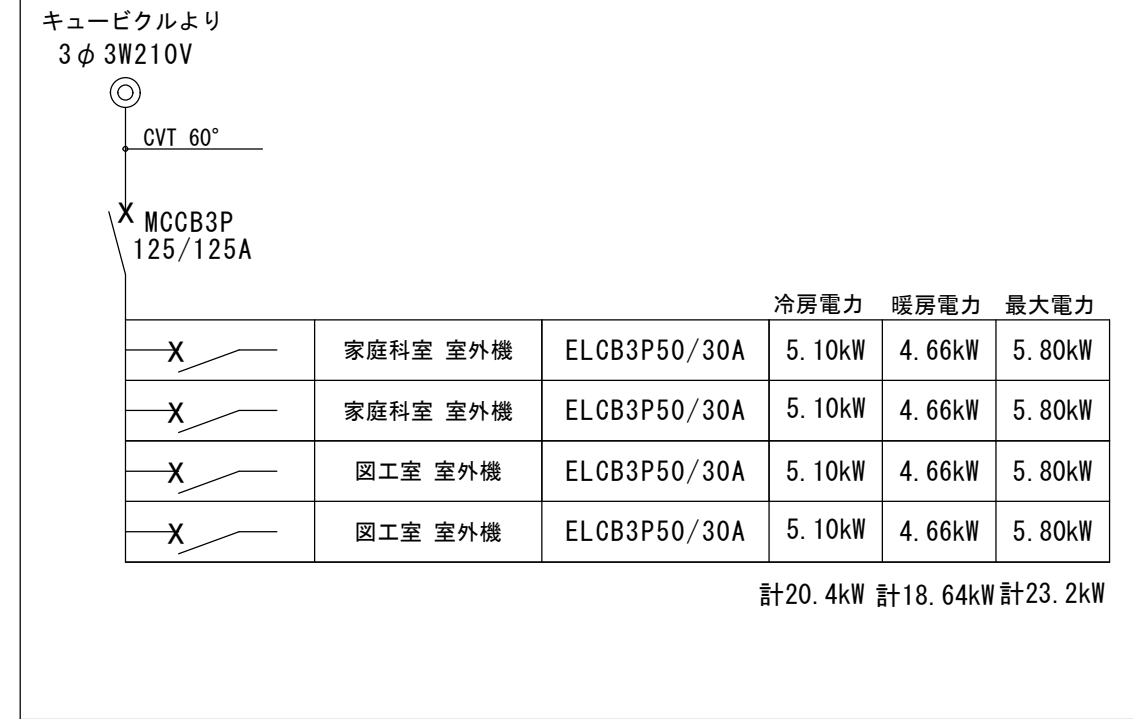 キュービクルより
3φ3W210V
CVT 60°
MCCB3P
125/125A
冷房電力 暖房電力 最大電力
家庭科室 室外機 ELCB3P50/30A 5.10kW 4.66kW 5.80kW
家庭科室 室外機 ELCB3P50/30A 5.10kW 4.66kW 5.80kW
図工室 室外機 ELCB3P50/30A 5.10kW 4.66kW 5.80kW
図工室 室外機 ELCB3P50/30A 5.10kW 4.66kW 5.80kW
計20.4kW 計18.64kW 計23.2kW